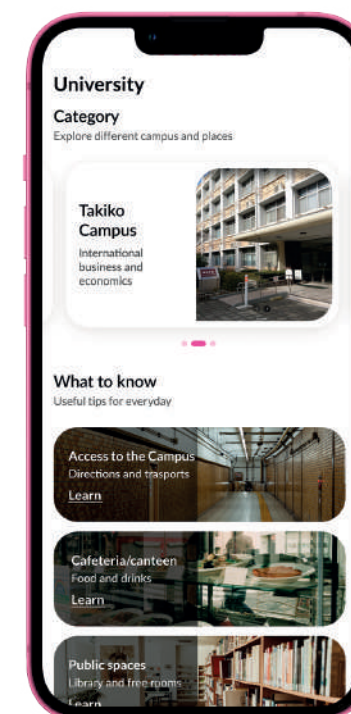 University
Category
Explore different campus and places
Takiko
Campus
International
business and
economics
What to know
Useful tips for everyday
Access to the Campus
Directions and trasports
Learn
Cafeteria/canteen
Food and drinks
Learn
Public spaces
Library and free rooms
Learn